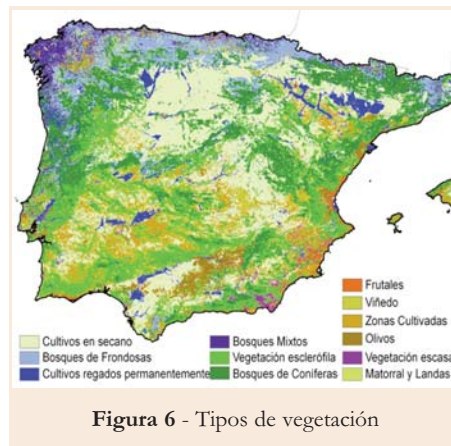 Cultivos en secano
Bosques de Frondosas
Cultivos regados permanentemente
Bosques Mixtos
Vegetación esclerófila
Bosques de Coníferas
Frutales
Viñedo
Zonas Cultivadas
Olivos
Vegetación escasa
Matorral y Landas
Figura 6 - Tipos de vegetación